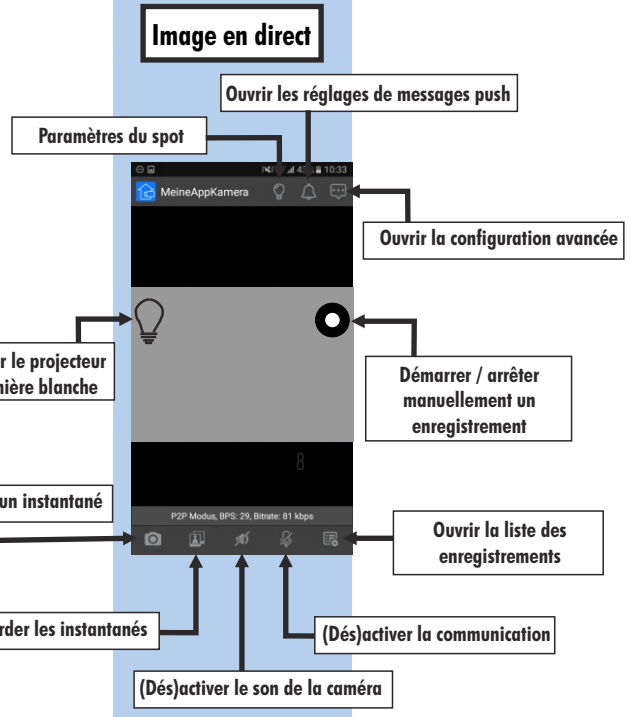 Image en direct
Ouvrir les réglages de messages push
Paramètres du spot
10:33
MeineAppKamera
Ouvrir la configuration avancée
r le projecteur
nière blanche
Démarrer / arrêter
manuellement un
enregistrement
8
un instantané
P2P Modus, BPS: 29, Bitrate: 81 kbps
Ouvrir la liste des
enregistrements
rder les instantanés
(Dés)activer la communication
(Dés)activer le son de la caméra